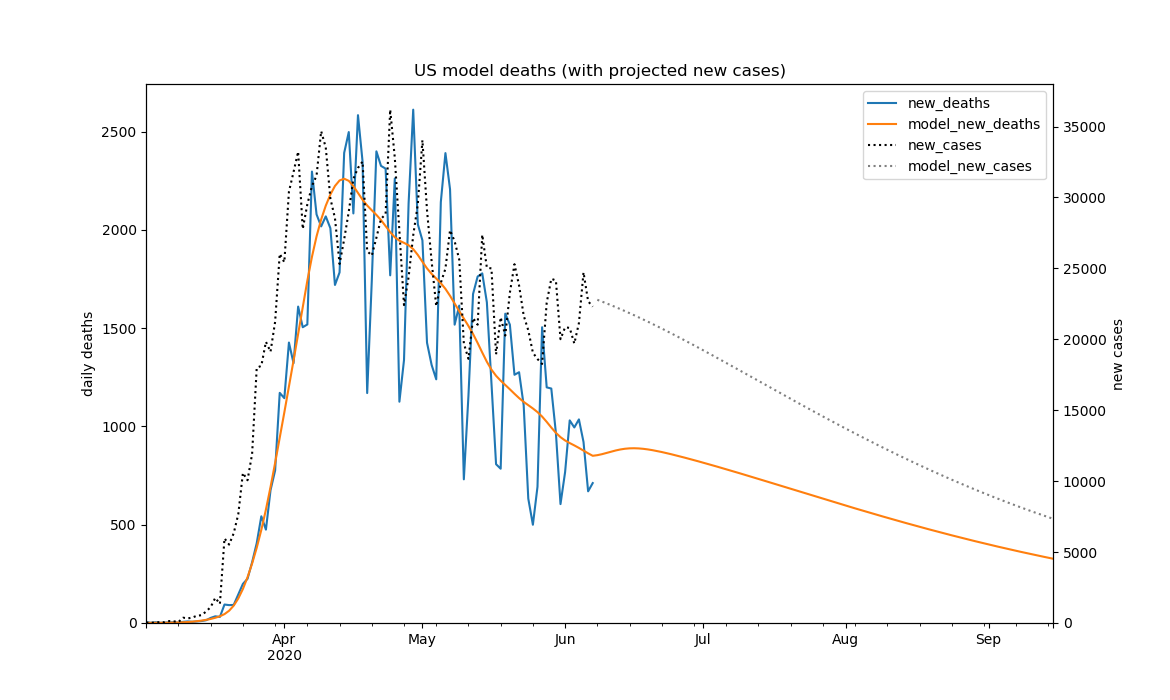 US model deaths (with projected new cases)
new_deaths
model_new_deaths
new_cases
model_new_cases
daily deaths
2500
2000
1500
1000
500
0
35000
30000
25000
20000
15000
10000
5000
0
new cases
Apr
2020
May
Jun
Jul
Aug
Sep